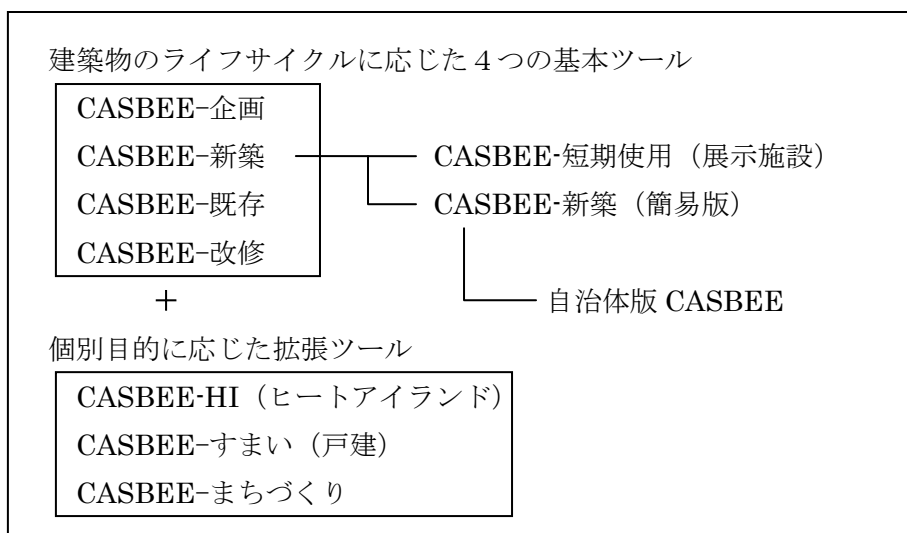 建築物のライフサイクルに応じた４つの基本ツール
CASBEE-企画
CASBEE-新築
CASBEE-短期使用（展示施設）
CASBEE-既存
CASBEE-新築（簡易版）
CASBEE-改修
＋
自治体版 CASBEE
個別目的に応じた拡張ツール
CASBEE-HI（ヒートアイランド）
CASBEE-すまい（戸建）
CASBEE-まちづくり